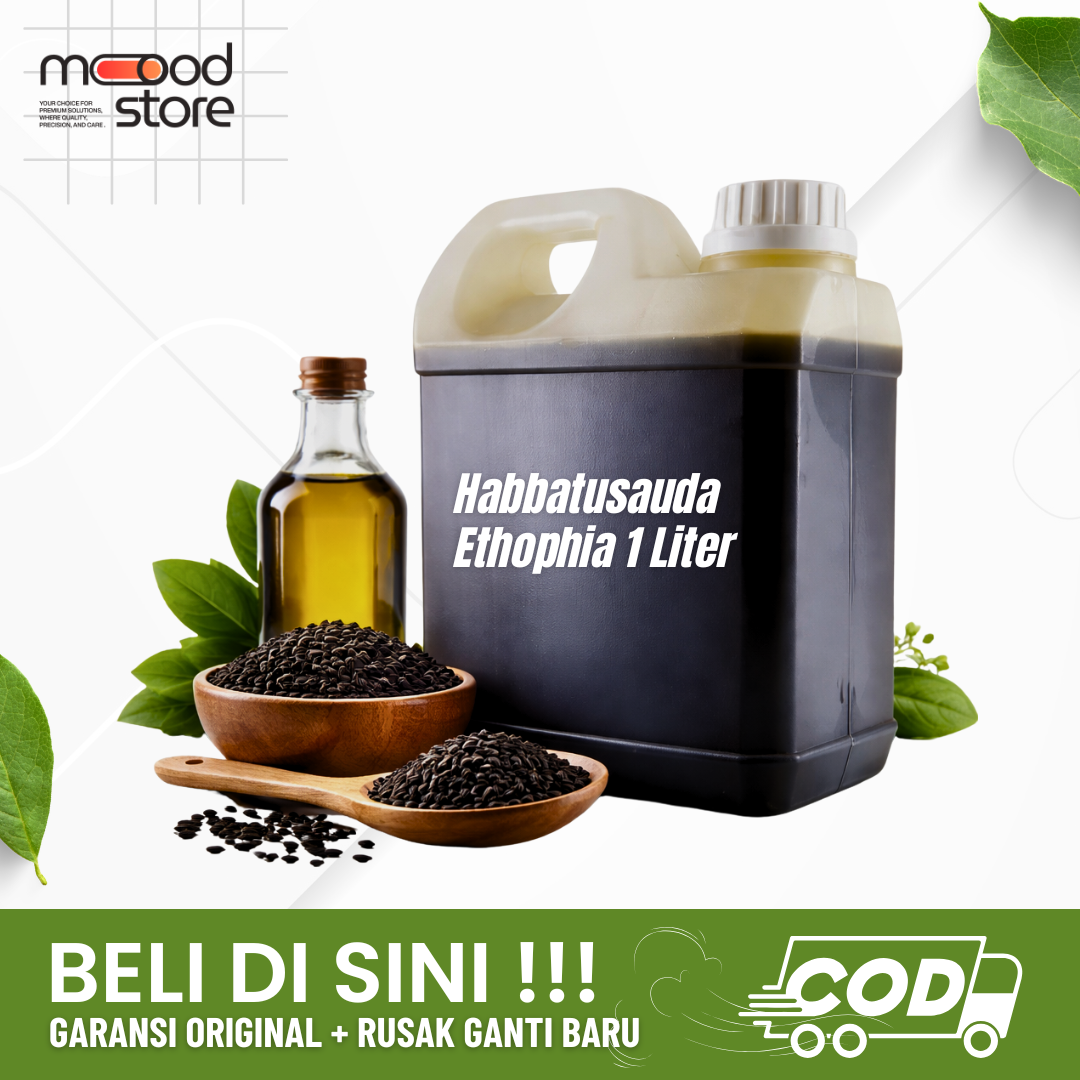 mood
store
YOUR CHOICE FOR
PREMIUM SOLUTIONS,
WHERE QUALITY,
PRECISION, AND CARE.
Habbatusauda
Ethophia 1 Liter
BELI DI SINI !!!
GARANSI ORIGINAL + RUSAK GANTI BARU
COD